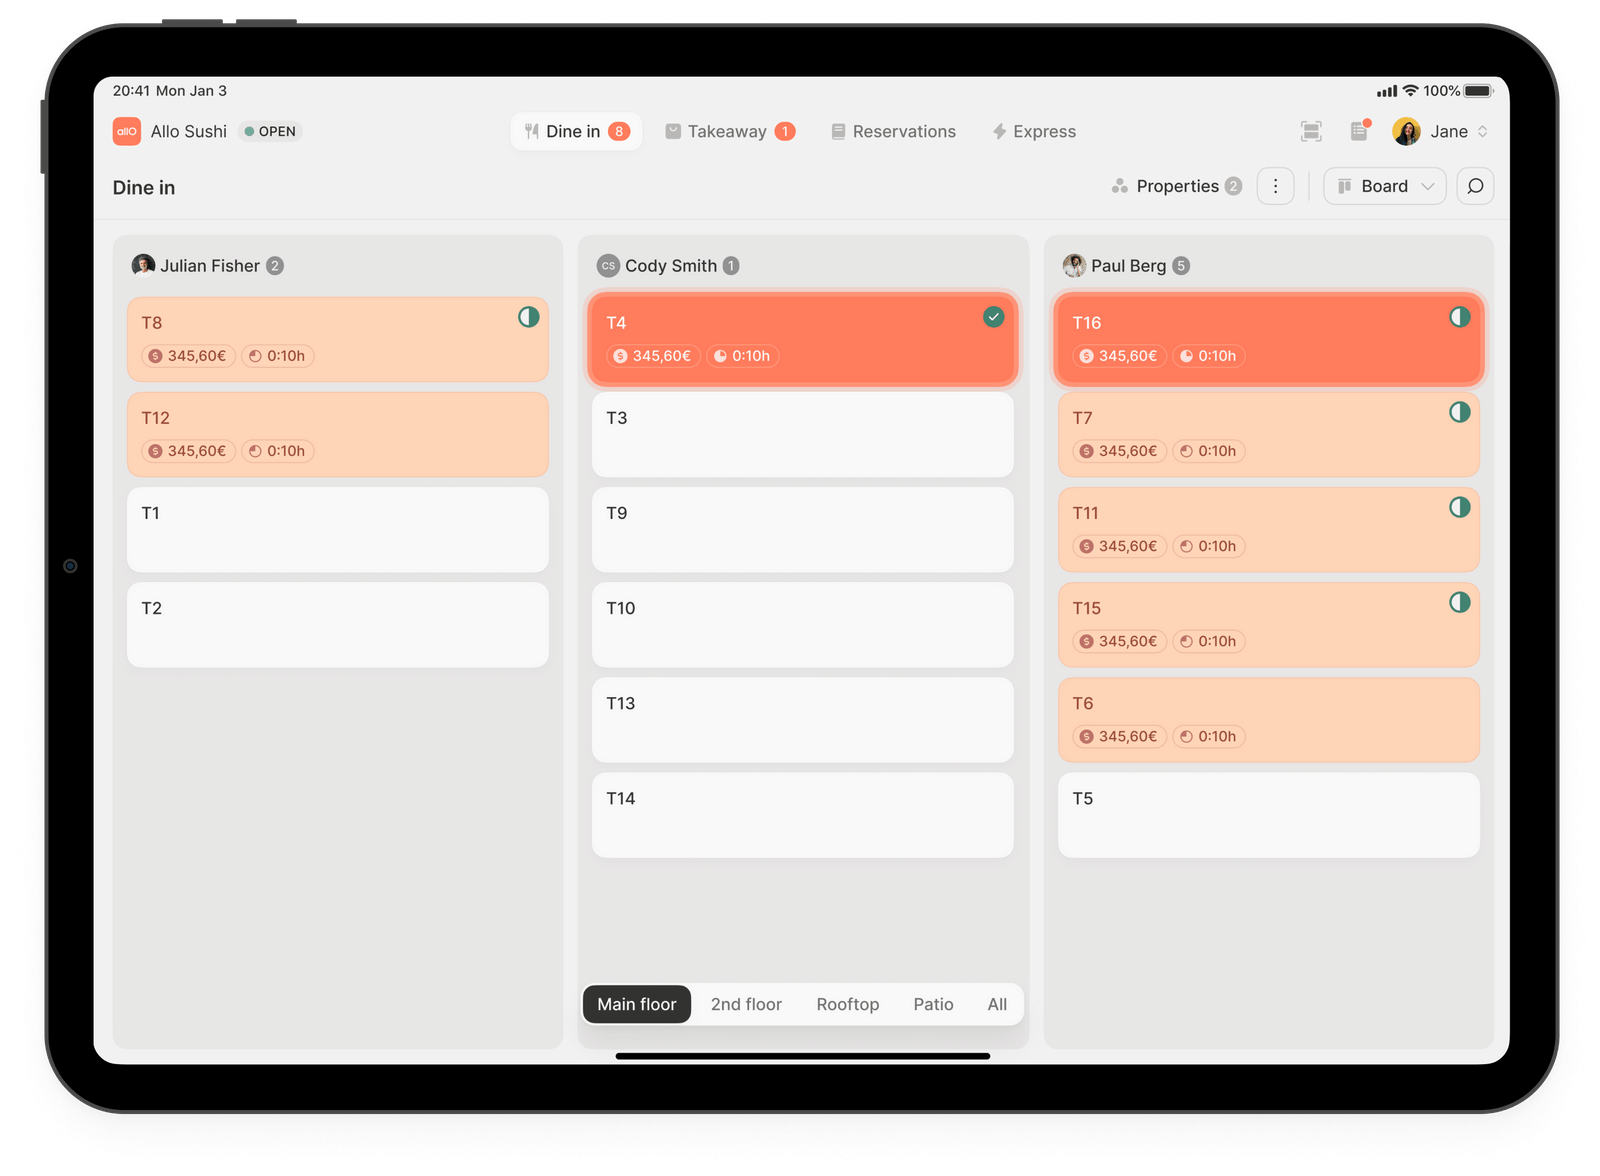 20:41 Mon Jan 3
100%
allO Allo Sushi OPEN
Dine in 8 Takeaway 1 Reservations Express
Jane
Dine in
Properties 2 Board
Julian Fisher 2
T8
$ 345,60€ 0:10h
T12
$ 345,60€ 0:10h
T1
T2
CS Cody Smith 1
T4
$ 345,60€ 0:10h
T3
T9
T10
T13
T14
Paul Berg 5
T16
$ 345,60€ 0:10h
T7
$ 345,60€ 0:10h
T11
$ 345,60€ 0:10h
T15
$ 345,60€ 0:10h
T6
$ 345,60€ 0:10h
T5
Main floor 2nd floor Rooftop Patio All